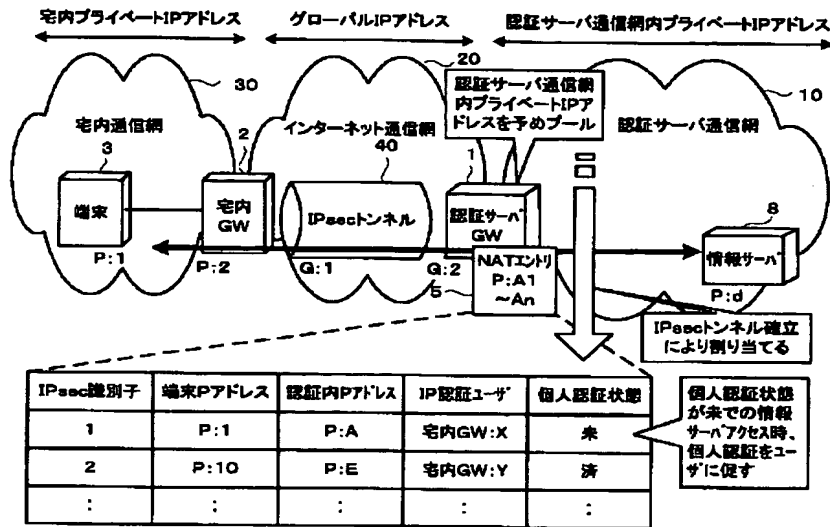 宅内プライベートIPアドレス
グローバルIPアドレス
認証サーバ通信網内プライベートIPアドレス
30
20
10
宅内通信網
2
インターネット通信網
40
認証サーバ通信網
内プライベートIPア
ドレスを予めプール
1
認証サーバ通信網
3
端末
宅内
GW
IPsecトンネル
認証サーバ
GW
8
情報サーバ
P:1
P:2
G:1
G:2
NATエントリ
P:A1
~An
5
P:d
IPsecトンネル確立
により割り当てる
IPsec識別子
端末Pアドレス
認証内Pアドレス
IP認証ユーザ
個人認証状態
1
P:1
P:A
宅内GW:X
未
2
P:10
P:E
宅内GW:Y
済
:
:
:
:
:
個人認証状態
が未での情報
サーバアクセス時、
個人認証をユー
ザに促す